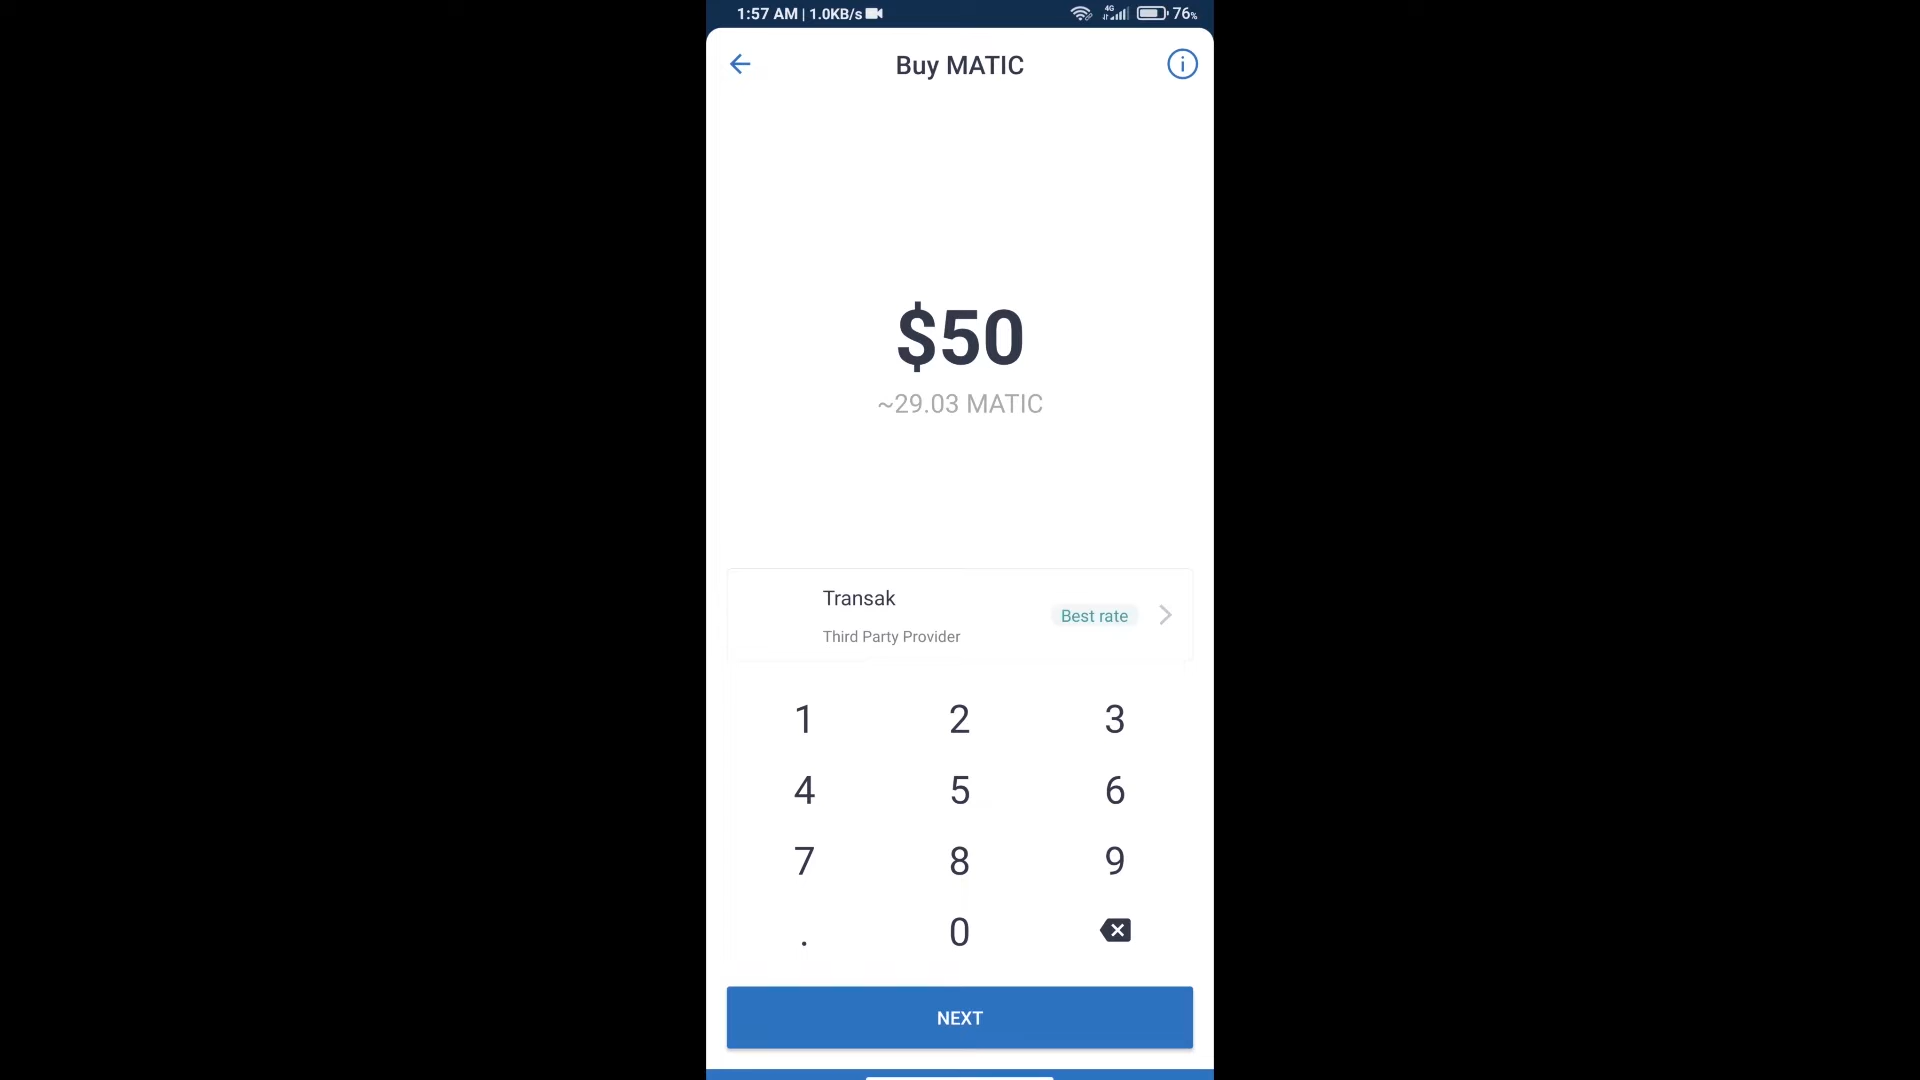 1:57 AM | 1.0KB/s
4G
76%
Buy MATIC
$50
~29.03 MATIC
Transak
Third Party Provider
Best rate
1 2 3
4 5 6
7 8 9
. 0
NEXT